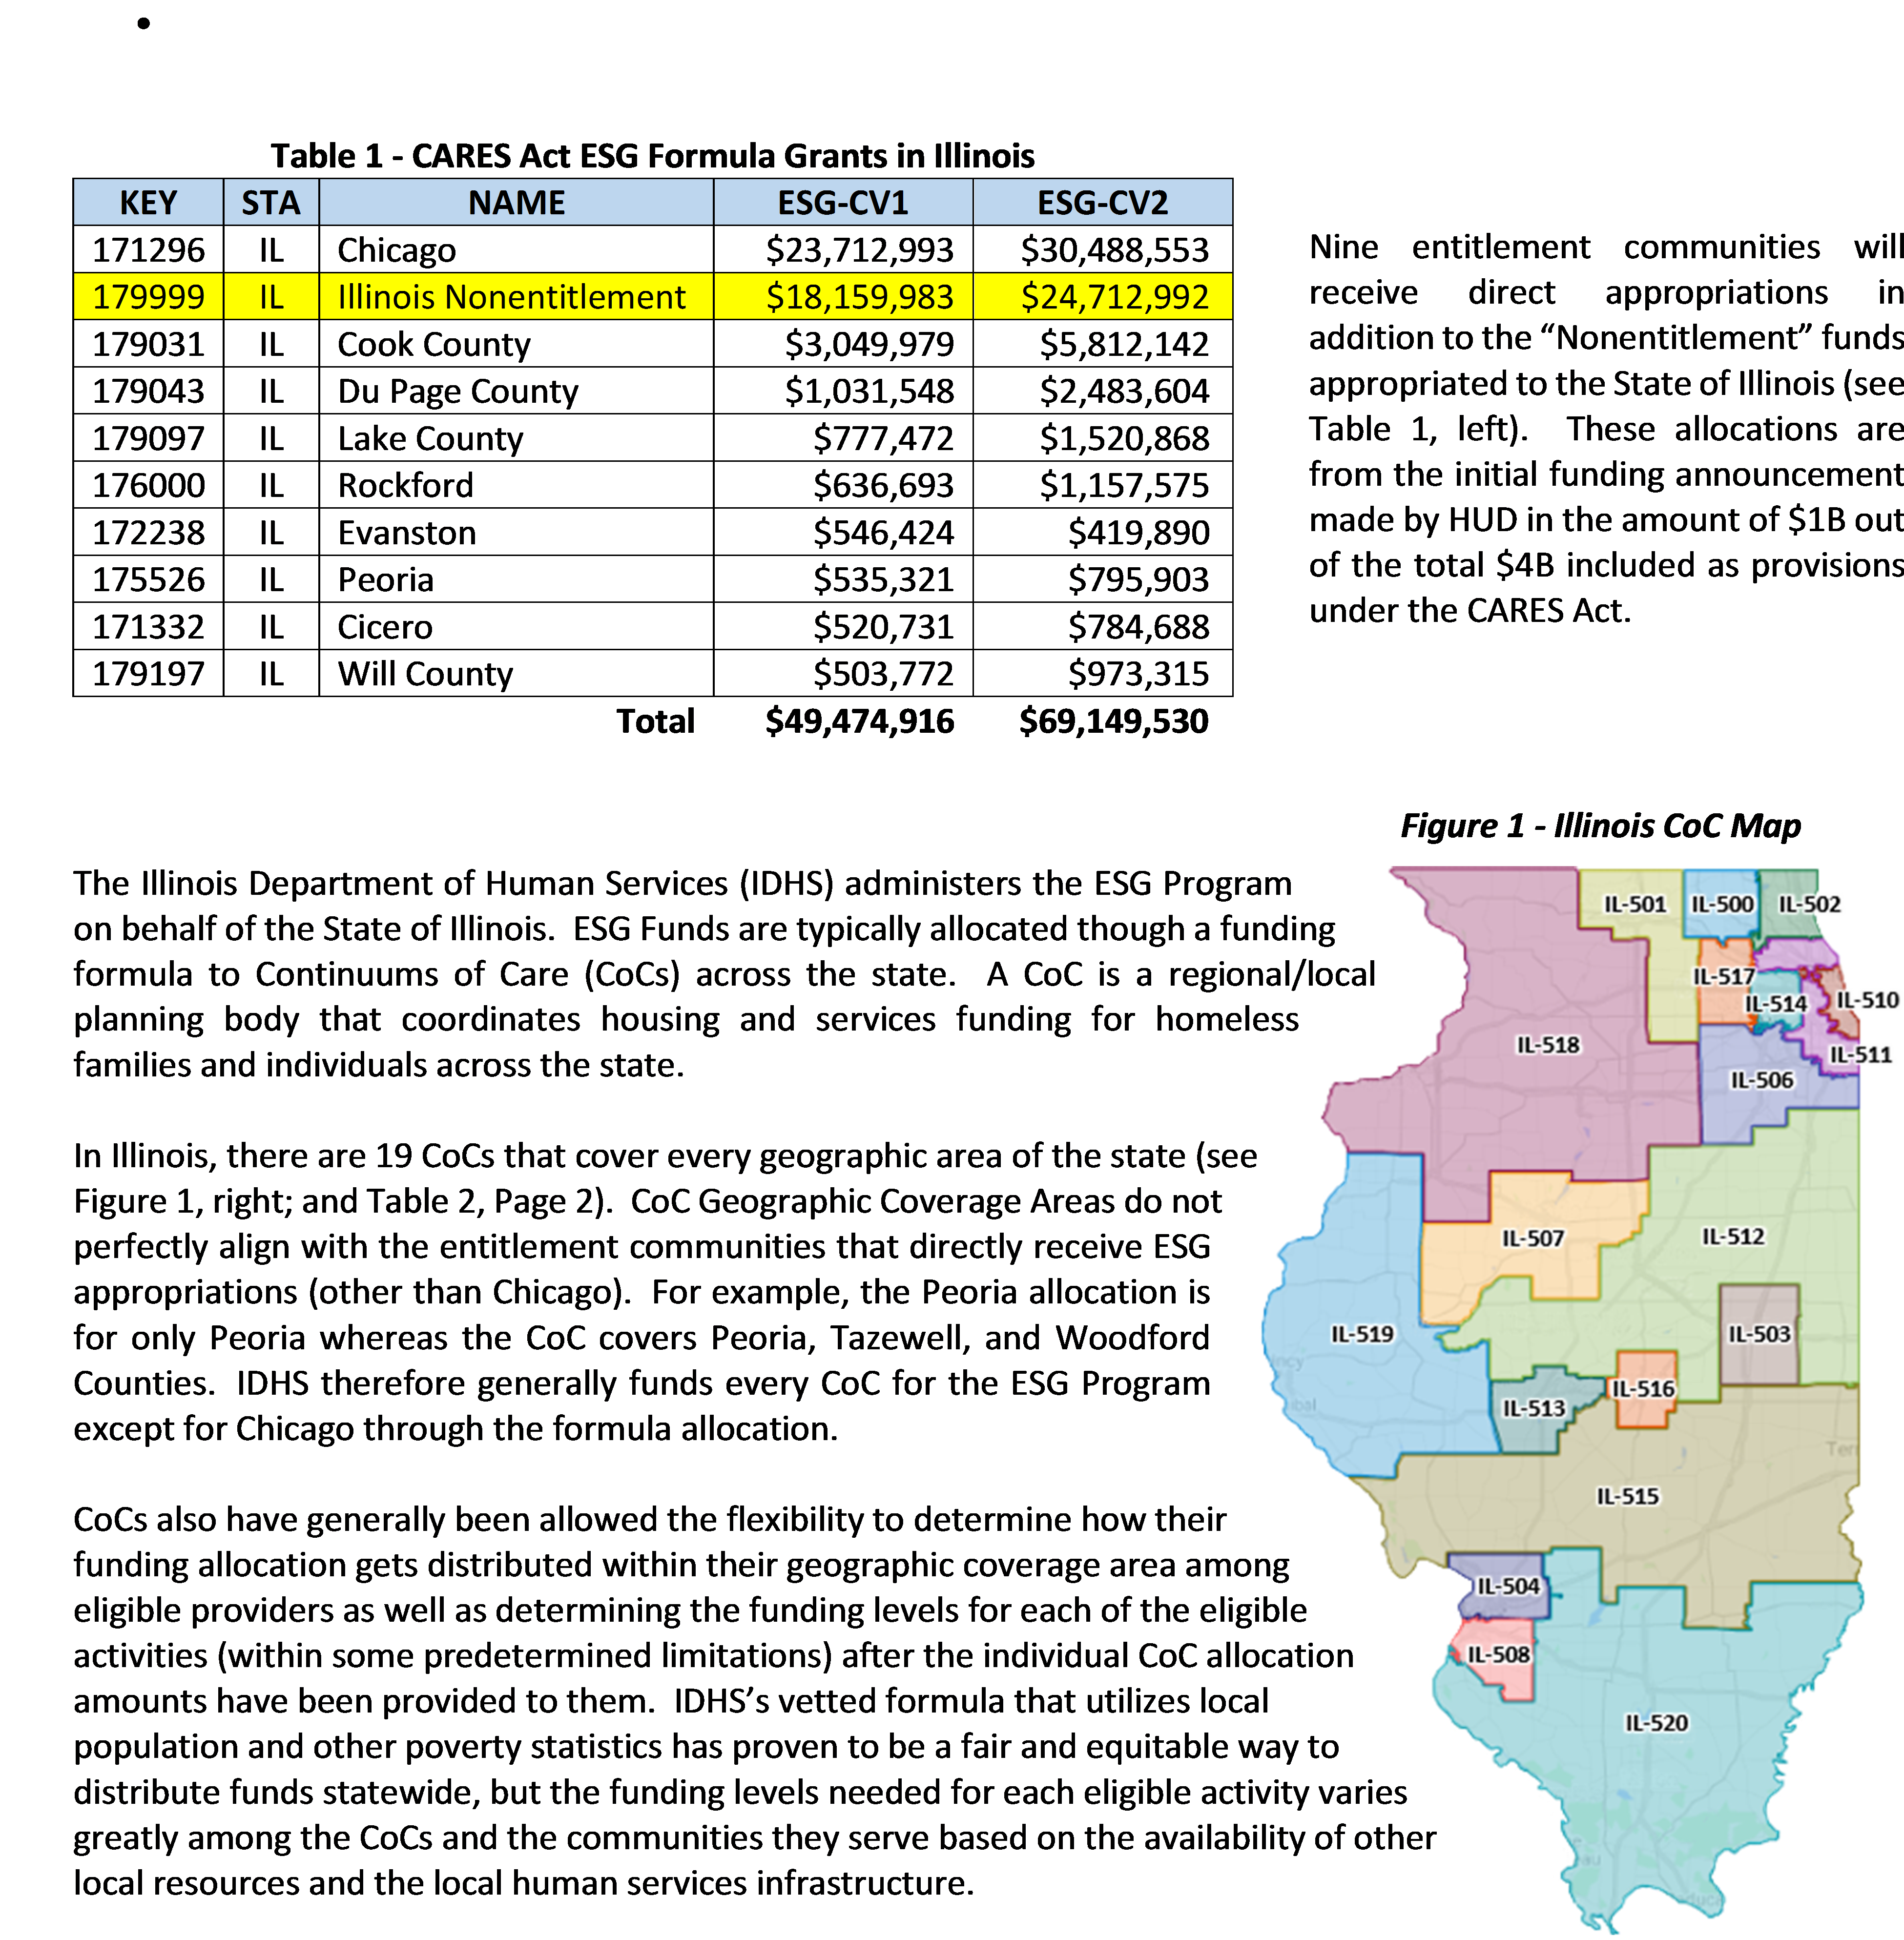 •
Table 1 - CARES Act ESG Formula Grants in Illinois
KEY STA NAME ESG-CV1 ESG-CV2
171296 IL Chicago $23,712,993 $30,488,553
179999 IL Illinois Nonentitlement $18,159,983 $24,712,992
179031 IL Cook County $3,049,979 $5,812,142
179043 IL Du Page County $1,031,548 $2,483,604
179097 IL Lake County $777,472 $1,520,868
176000 IL Rockford $636,693 $1,157,575
172238 IL Evanston $546,424 $419,890
175526 IL Peoria $535,321 $795,903
171332 IL Cicero $520,731 $784,688
179197 IL Will County $503,772 $973,315
Total $49,474,916 $69,149,530
Nine entitlement communities will
receive direct appropriations in
addition to the “Nonentitlement” funds
appropriated to the State of Illinois (see
Table 1, left). These allocations are
from the initial funding announcement
made by HUD in the amount of $1B out
of the total $4B included as provisions
under the CARES Act.
The Illinois Department of Human Services (IDHS) administers the ESG Program
on behalf of the State of Illinois. ESG Funds are typically allocated though a funding
formula to Continuums of Care (CoCs) across the state. A CoC is a regional/local
planning body that coordinates housing and services funding for homeless
families and individuals across the state.
In Illinois, there are 19 CoCs that cover every geographic area of the state (see
Figure 1, right; and Table 2, Page 2). CoC Geographic Coverage Areas do not
perfectly align with the entitlement communities that directly receive ESG
appropriations (other than Chicago). For example, the Peoria allocation is
for only Peoria whereas the CoC covers Peoria, Tazewell, and Woodford
Counties. IDHS therefore generally funds every CoC for the ESG Program
except for Chicago through the formula allocation.
CoCs also have generally been allowed the flexibility to determine how their
funding allocation gets distributed within their geographic coverage area among
eligible providers as well as determining the funding levels for each of the eligible
activities (within some predetermined limitations) after the individual CoC allocation
amounts have been provided to them. IDHS’s vetted formula that utilizes local
population and other poverty statistics has proven to be a fair and equitable way to
distribute funds statewide, but the funding levels needed for each eligible activity varies
greatly among the CoCs and the communities they serve based on the availability of other
local resources and the local human services infrastructure.
Figure 1 - Illinois CoC Map
IL-501
IL-500
IL-502
IL-517
IL-514
IL-510
IL-511
IL-518
IL-506
IL-507
IL-512
IL-519
IL-503
IL-516
IL-513
IL-515
IL-504
IL-508
IL-520